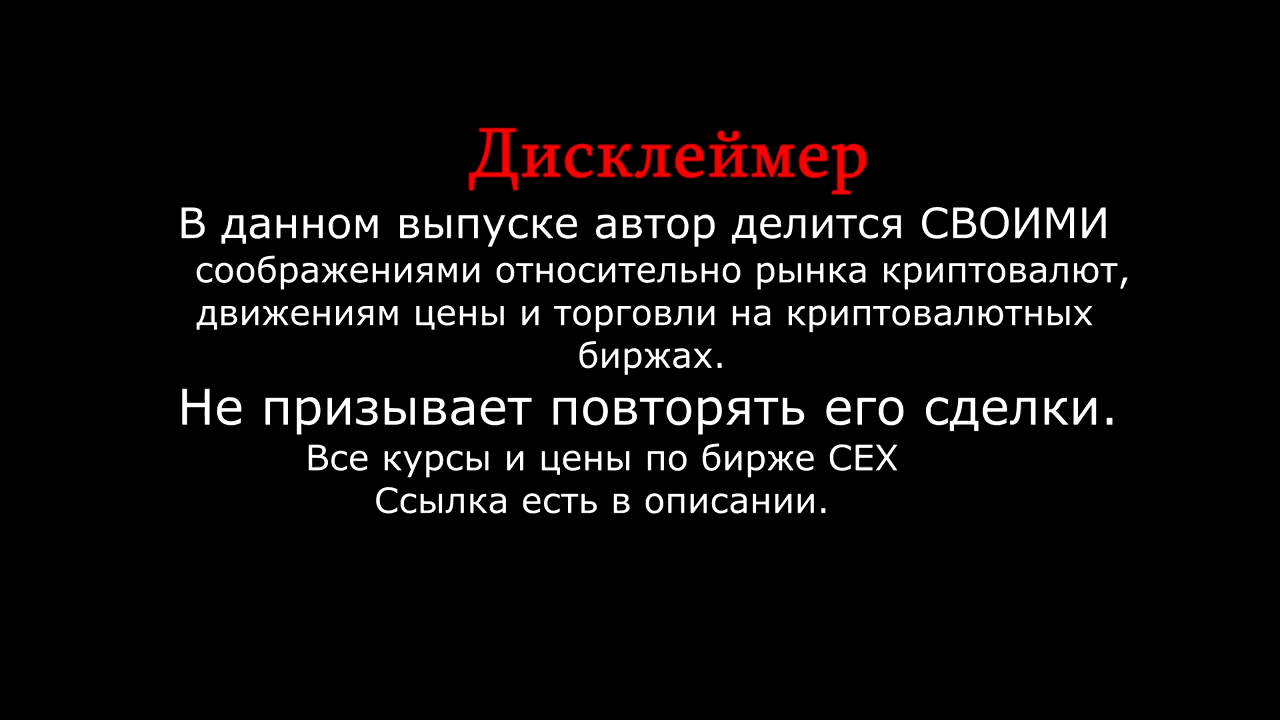 Дисклеймер
В данном выпуске автор делится СВОИМИ
соображениями относительно рынка криптовалют,
движениям цены и торговли на криптовалютных
биржах.
Не призывает повторять его сделки.
Все курсы и цены по бирже CEX
Ссылка есть в описании.